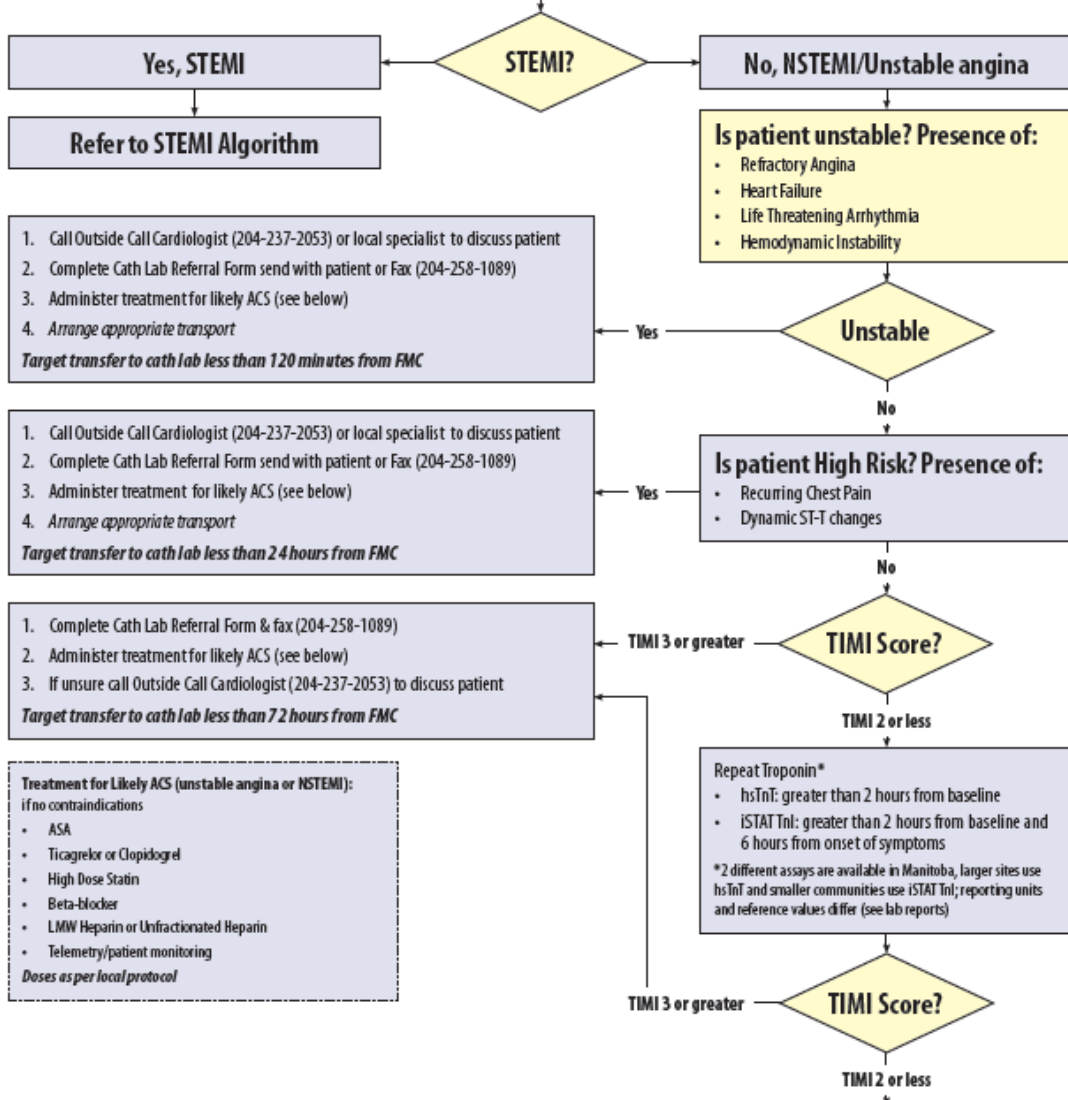 STEMI?
Yes, STEMI
No, NSTEMI/Unstable angina
Refer to STEMI Algorithm
Is patient unstable? Presence of:
• Refractory Angina
• Heart Failure
• Life Threatening Arrhythmia
• Hemodynamic Instability
Unstable
Yes
1. Call Outside Call Cardiologist (204-237-2053) or local specialist to discuss patient
2. Complete Cath Lab Referral Form send with patient or Fax (204-258-1089)
3. Administer treatment for likely ACS (see below)
4. Arrange appropriate transport
Target transfer to cath lab less than 120 minutes from FMC
No
Is patient High Risk? Presence of:
• Recurring Chest Pain
• Dynamic ST-T changes
Yes
1. Call Outside Call Cardiologist (204-237-2053) or local specialist to discuss patient
2. Complete Cath Lab Referral Form send with patient or Fax (204-258-1089)
3. Administer treatment for likely ACS (see below)
4. Arrange appropriate transport
Target transfer to cath lab less than 24 hours from FMC
No
TIMI Score?
TIMI 3 or greater
1. Complete Cath Lab Referral Form & fax (204-258-1089)
2. Administer treatment for likely ACS (see below)
3. If unsure call Outside Call Cardiologist (204-237-2053) to discuss patient
Target transfer to cath lab less than 72 hours from FMC
TIMI 2 or less
Repeat Troponin*
• hsTnT: greater than 2 hours from baseline
• iSTAT TnI: greater than 2 hours from baseline and
6 hours from onset of symptoms
*2 different assays are available in Manitoba, larger sites use
hsTnT and smaller communities use iSTAT TnI; reporting units
and reference values differ (see lab reports)
TIMI Score?
TIMI 3 or greater
TIMI 2 or less
Treatment for Likely ACS (unstable angina or NSTEMI):
if no contraindications
• ASA
• Ticagrelor or Clopidogrel
• High Dose Statin
• Beta-blocker
• LMW Heparin or Unfractionated Heparin
• Telemetry/patient monitoring
Doses as per local protocol